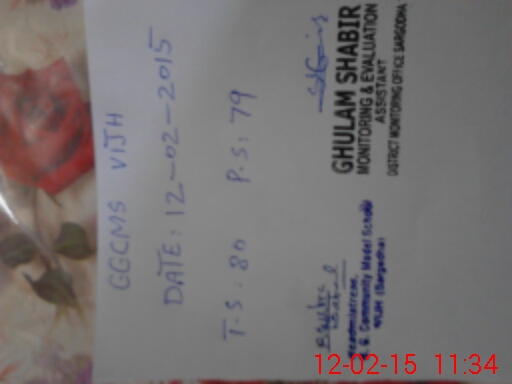 GGCMS VIJH
DATE: 12-02-2015
T.S: 80 P.S: 79
Headmistress,
G. G. Community Model School
VIJH (Sargodha)
GHULAM SHABIR
MONITORING & EVALUATION
ASSISTANT
DISTRICT MONITORING OFFICE SARGODHA
12-02-15 11:34